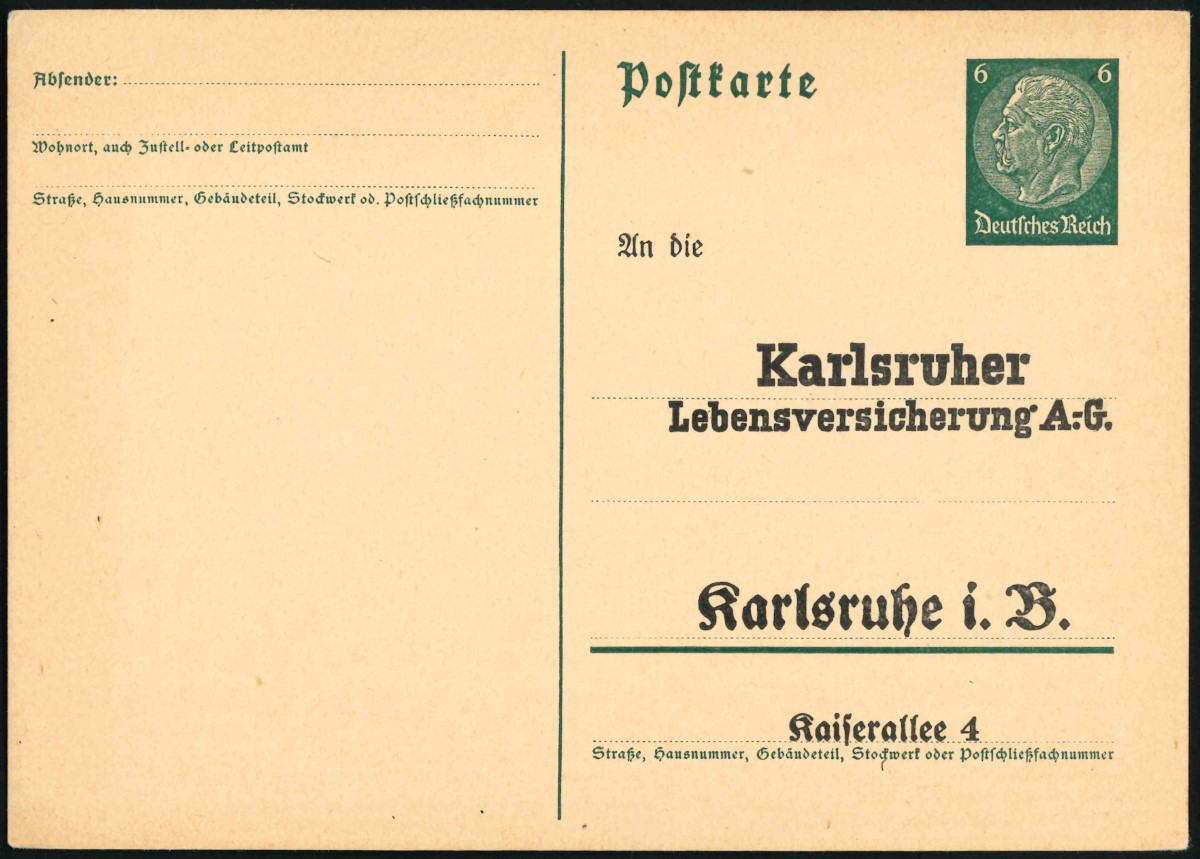 Absender:
Wohnort, auch Zustell- oder Leitpostamt
Straße, Hausnummer, Gebäudeteil, Stockwerk od. Postschließfachnummer
Postkarte
6 6
Deutsches Reich
An die
Karlsruher
Lebensversicherung A.-G.
Karlsruhe i. B.
Kaiserallee 4
Straße, Hausnummer, Gebäudeteil, Stockwerk oder Postschließfachnummer